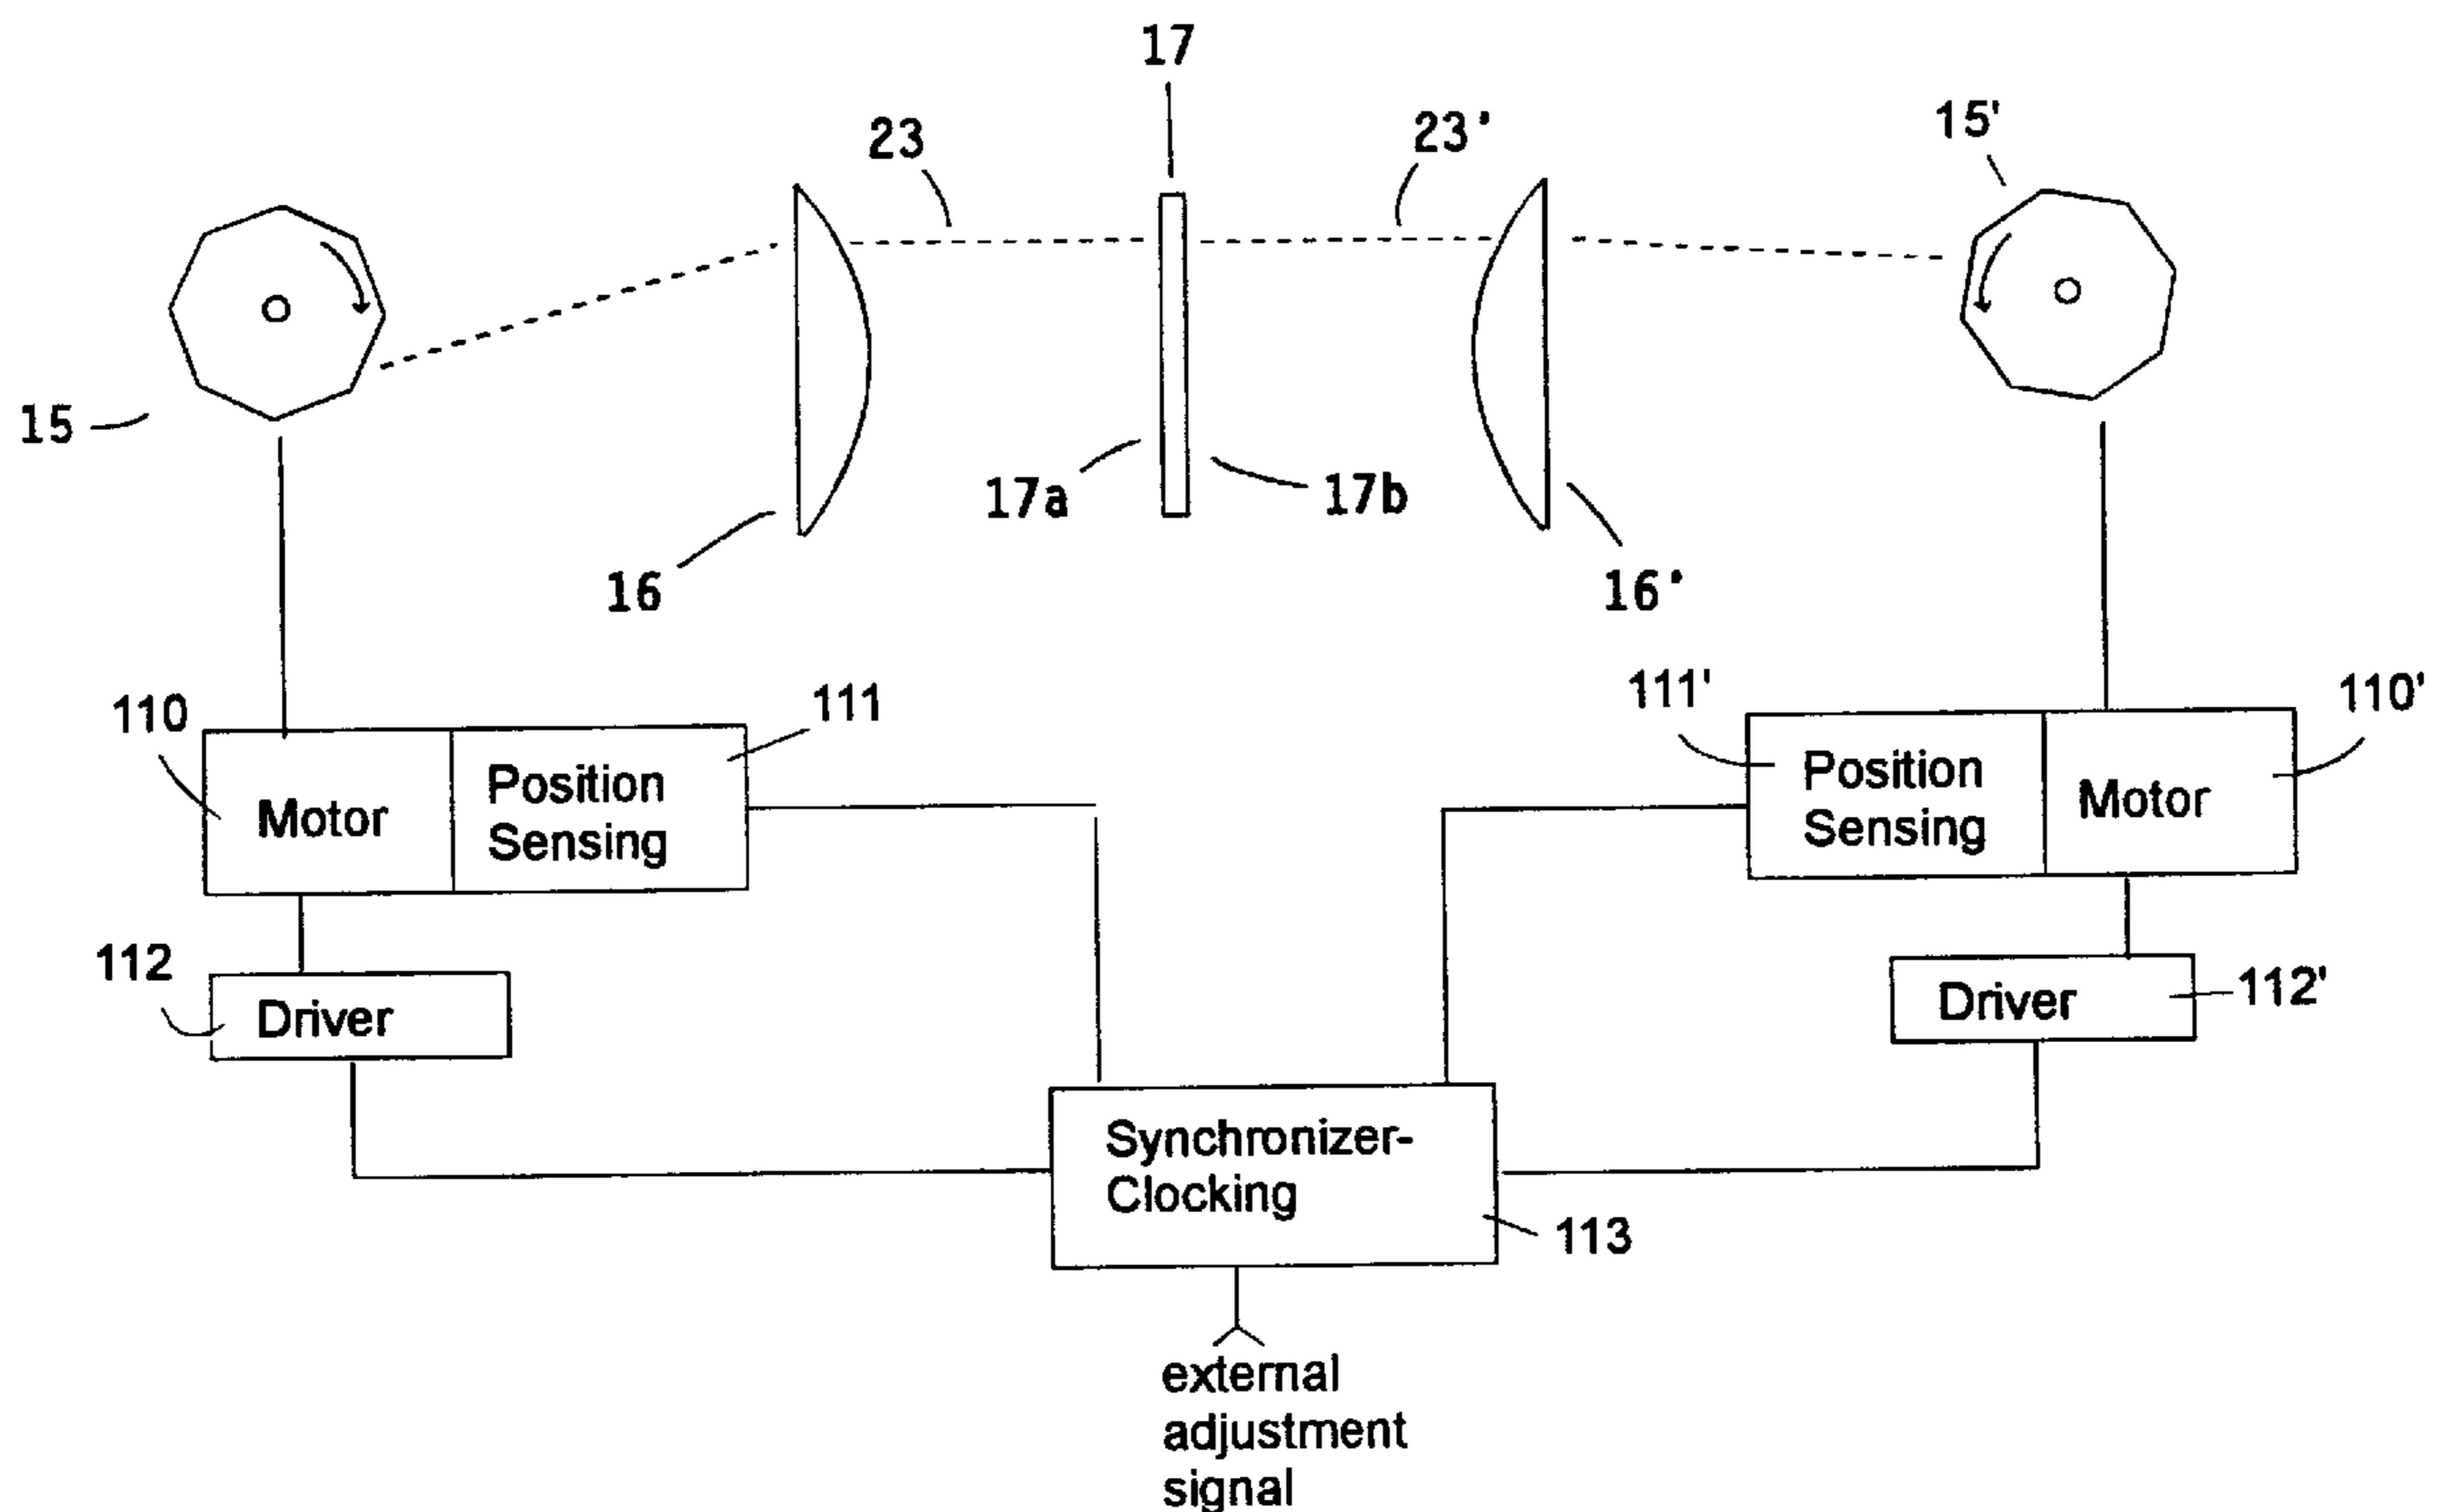 17
23
23'
15'
15
17a
17b
16
16'
110
111
111'
110'
Motor
Position
Sensing
Position
Sensing
Motor
112
Driver
Driver
112'
Synchronizer-
Clocking
113
external
adjustment
signal